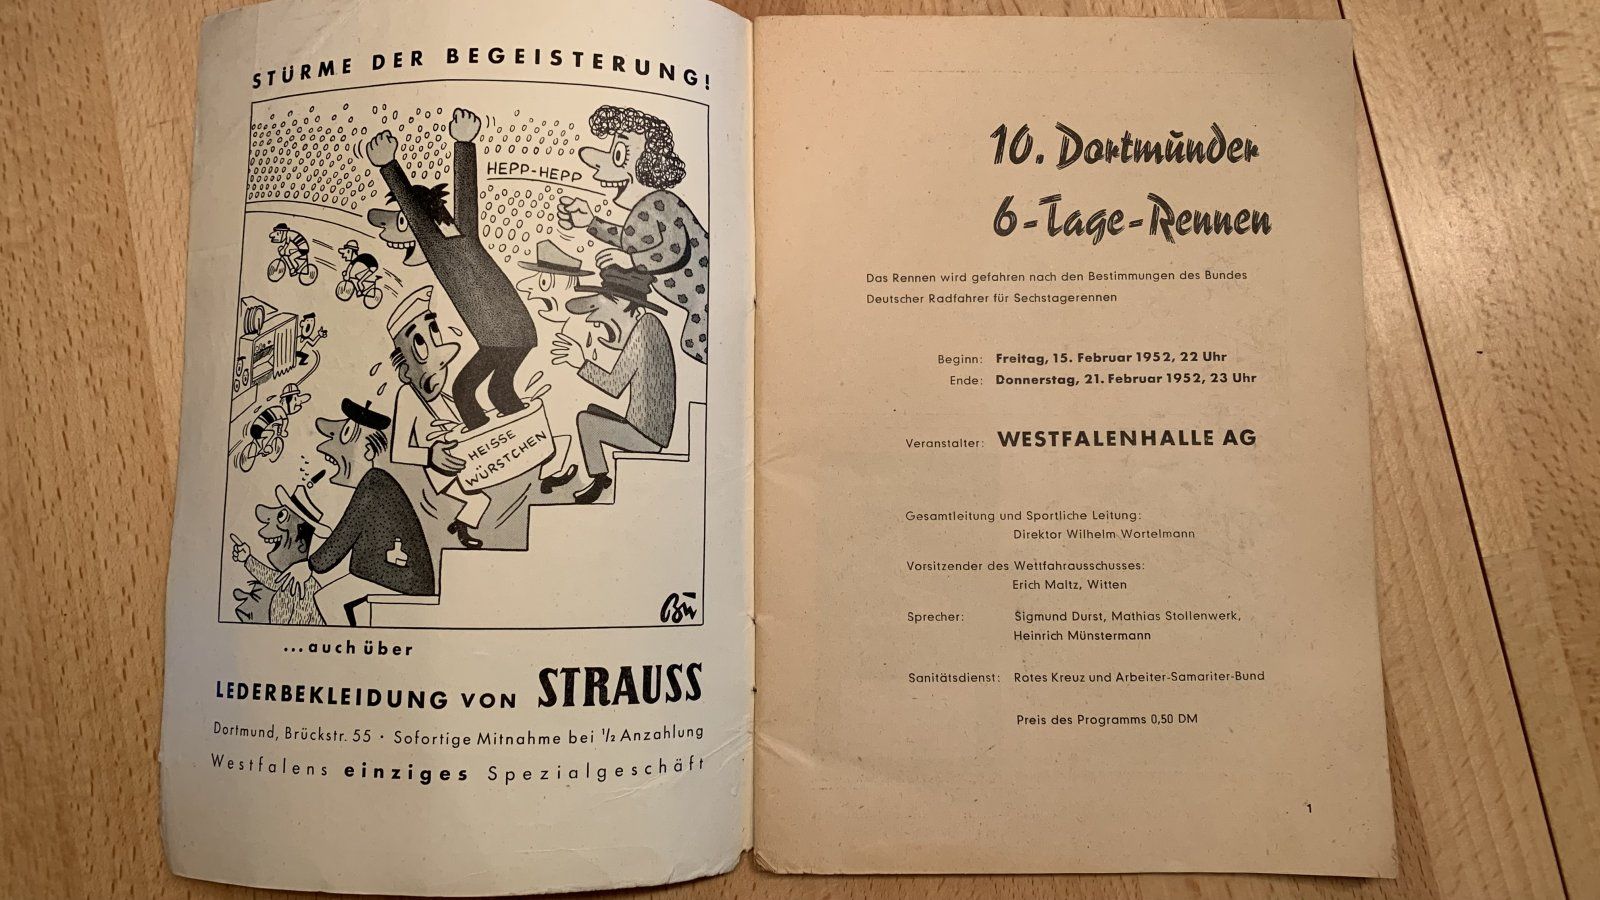 STÜRME DER BEGEISTERUNG!
HEPP-HEPP
HEISSE
WÜRSTCHEN
...auch über
LEDERBEKLEIDUNG VON STRAUSS
Dortmund, Brückstr. 55 · Sofortige Mitnahme bei 1/2 Anzahlung
Westfalens einziges Spezialgeschäft
10. Dortmunder
6-Tage-Rennen
Das Rennen wird gefahren nach den Bestimmungen des Bundes
Deutscher Radfahrer für Sechstagerennen
Beginn: Freitag, 15. Februar 1952, 22 Uhr
Ende: Donnerstag, 21. Februar 1952, 23 Uhr
Veranstalter: WESTFALENHALLE AG
Gesamtleitung und Sportliche Leitung:
Direktor Wilhelm Wortelmann
Vorsitzender des Wettfahrausschusses:
Erich Maltz, Witten
Sprecher: Sigmund Durst, Mathias Stollenwerk,
Heinrich Münstermann
Sanitätsdienst: Rotes Kreuz und Arbeiter-Samariter-Bund
Preis des Programms 0,50 DM
1